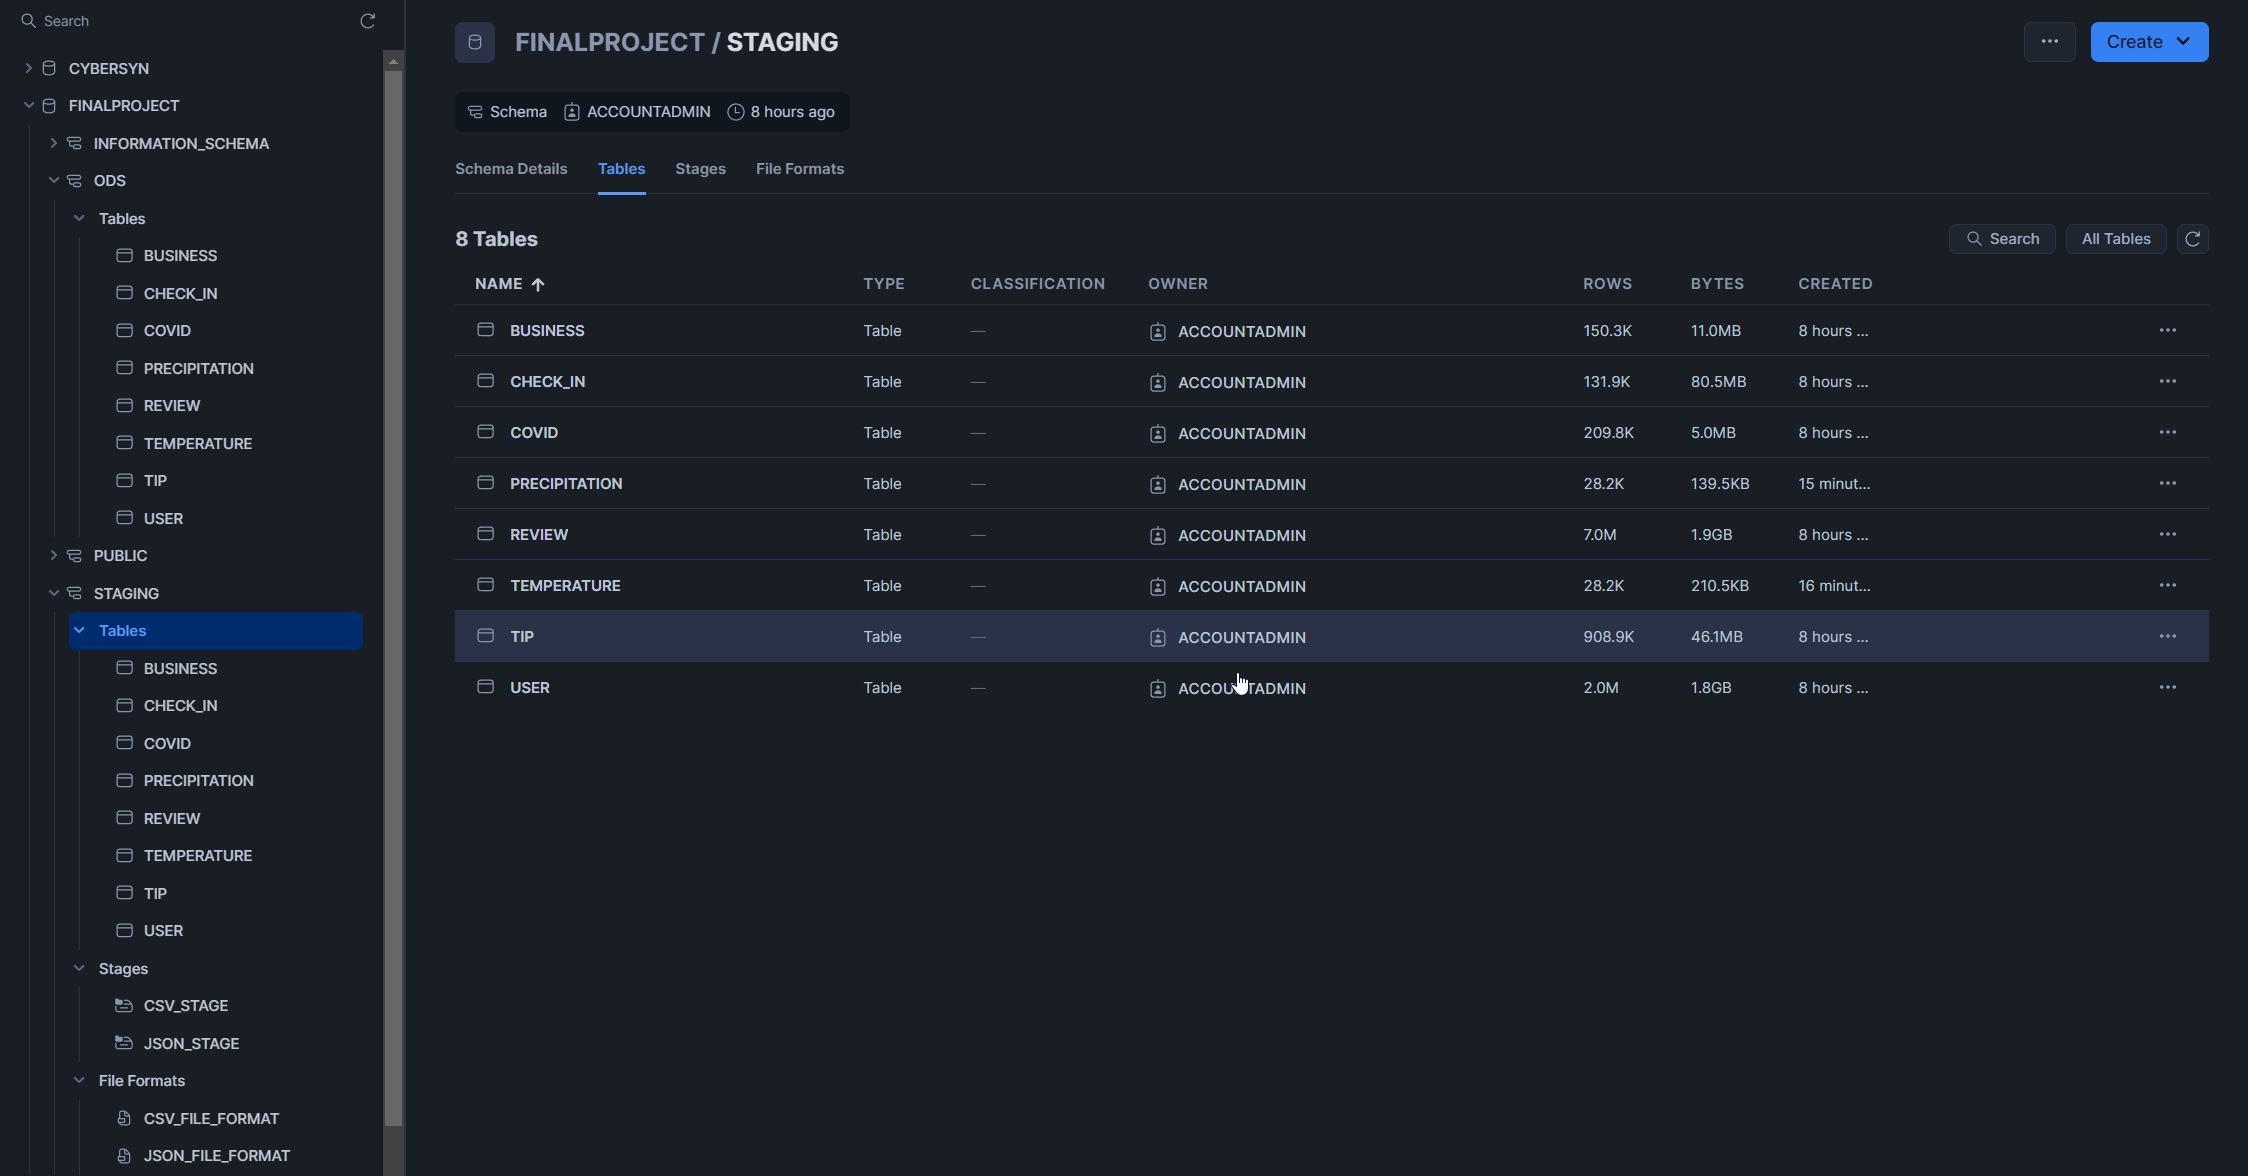 Search
CYBERSYN
FINALPROJECT
INFORMATION_SCHEMA
ODS
Tables
BUSINESS
CHECK_IN
COVID
PRECIPITATION
REVIEW
TEMPERATURE
TIP
USER
PUBLIC
STAGING
Tables
BUSINESS
CHECK_IN
COVID
PRECIPITATION
REVIEW
TEMPERATURE
TIP
USER
Stages
CSV_STAGE
JSON_STAGE
File Formats
CSV_FILE_FORMAT
JSON_FILE_FORMAT
FINALPROJECT / STAGING
... Create
Schema ACCOUNTADMIN 8 hours ago
Schema Details Tables Stages File Formats
8 Tables
Search All Tables
NAME TYPE CLASSIFICATION OWNER ROWS BYTES CREATED
BUSINESS Table — ACCOUNTADMIN 150.3K 11.0MB 8 hours ... ...
CHECK_IN Table — ACCOUNTADMIN 131.9K 80.5MB 8 hours ... ...
COVID Table — ACCOUNTADMIN 209.8K 5.0MB 8 hours ... ...
PRECIPITATION Table — ACCOUNTADMIN 28.2K 139.5KB 15 minut... ...
REVIEW Table — ACCOUNTADMIN 7.0M 1.9GB 8 hours ... ...
TEMPERATURE Table — ACCOUNTADMIN 28.2K 210.5KB 16 minut... ...
TIP Table — ACCOUNTADMIN 908.9K 46.1MB 8 hours ... ...
USER Table — ACCOUNTADMIN 2.0M 1.8GB 8 hours ... ...